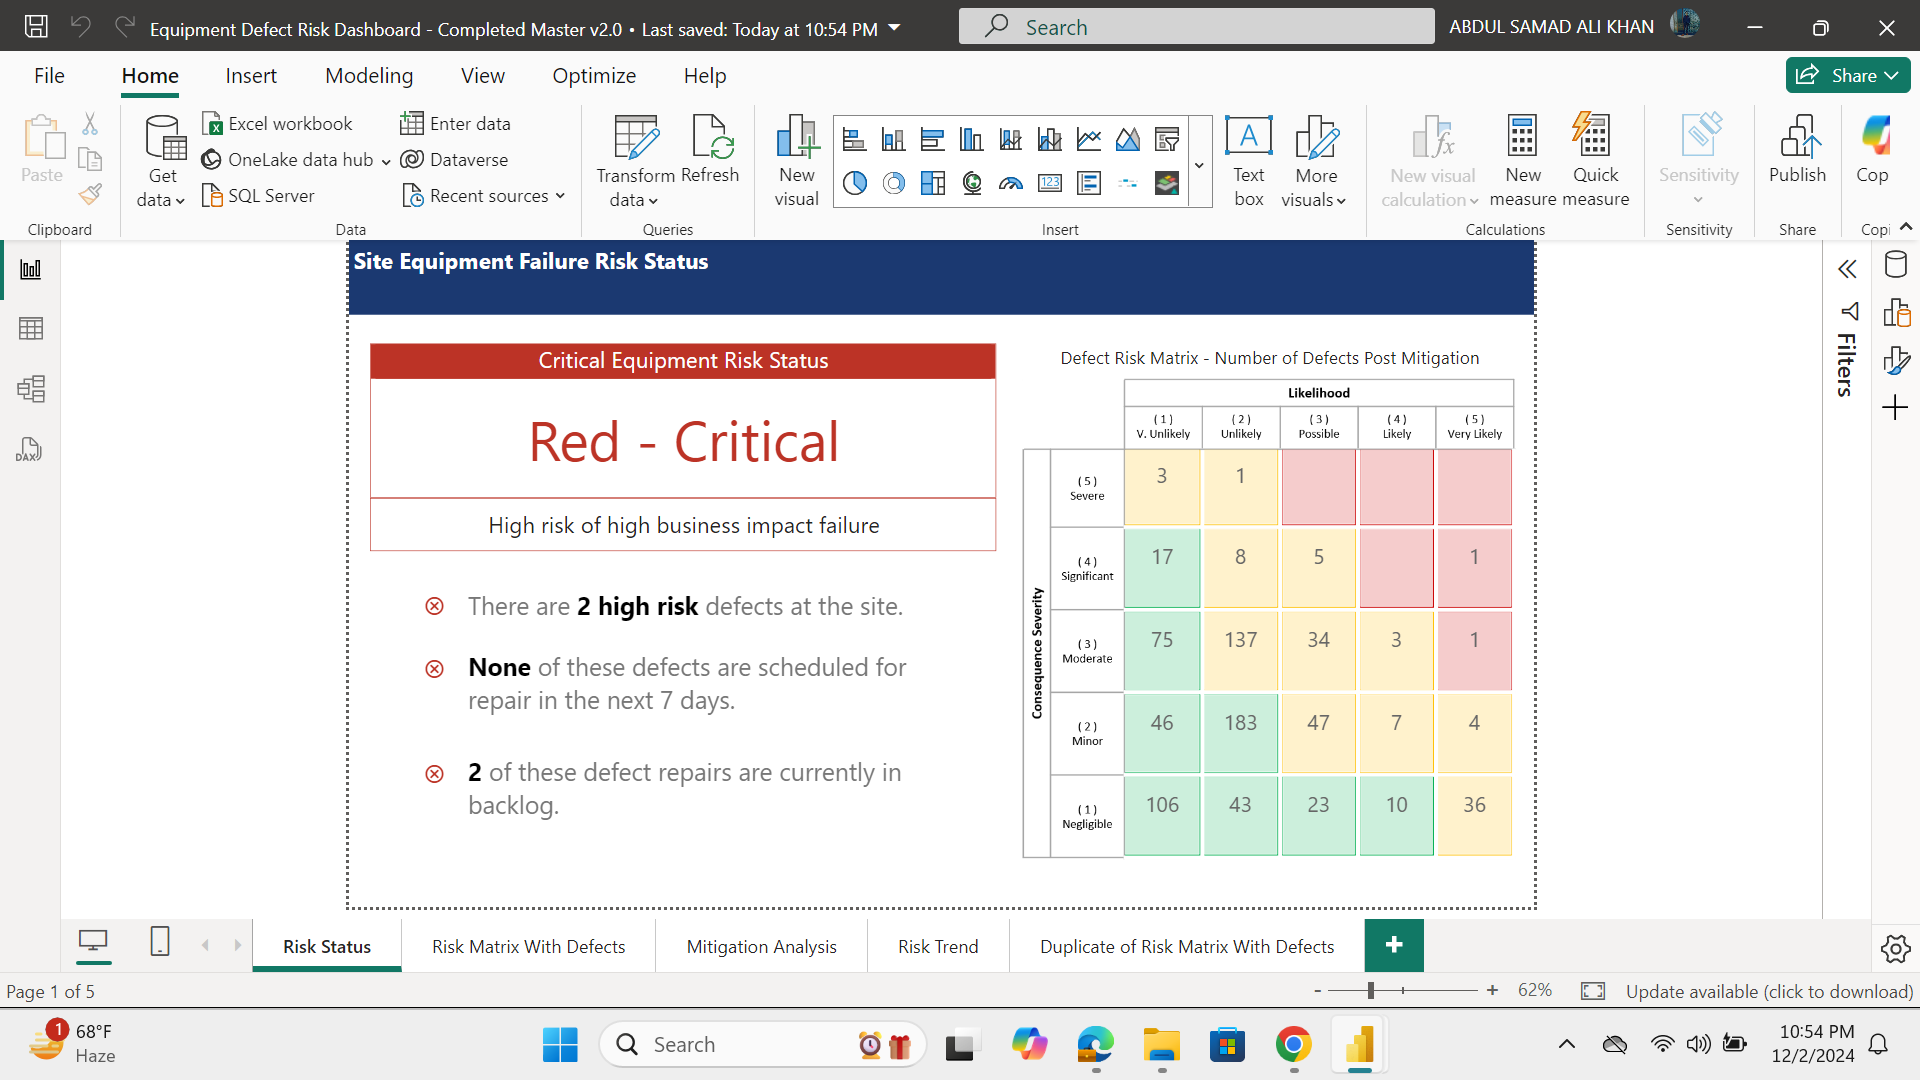 Equipment Defect Risk Dashboard - Completed Master v2.0 • Last saved: Today at 10:54 PM
Search
ABDUL SAMAD ALI KHAN
File
Home
Insert
Modeling
View
Optimize
Help
Share
Paste
Get data
Excel workbook
OneLake data hub
SQL Server
Enter data
Dataverse
Recent sources
Transform data
Refresh
New visual
123
A
Text box
More visuals
New visual calculation
New measure
Quick measure
Sensitivity
Publish
Cop
Clipboard
Data
Queries
Insert
Calculations
Sensitivity
Share
Copi
DAX
Site Equipment Failure Risk Status
Critical Equipment Risk Status
Red - Critical
High risk of high business impact failure
There are 2 high risk defects at the site.
None of these defects are scheduled for
repair in the next 7 days.
2 of these defect repairs are currently in
backlog.
Defect Risk Matrix - Number of Defects Post Mitigation
Likelihood
(1) V. Unlikely
(2) Unlikely
(3) Possible
(4) Likely
(5) Very Likely
Consequence Severity
(5) Severe
3 1
(4) Significant
17 8 5 1
(3) Moderate
75 137 34 3 1
(2) Minor
46 183 47 7 4
(1) Negligible
106 43 23 10 36
Filters
Risk Status
Risk Matrix With Defects
Mitigation Analysis
Risk Trend
Duplicate of Risk Matrix With Defects
+
Page 1 of 5
- + 62%
Update available (click to download)
1
68°F
Haze
Search
10:54 PM
12/2/2024